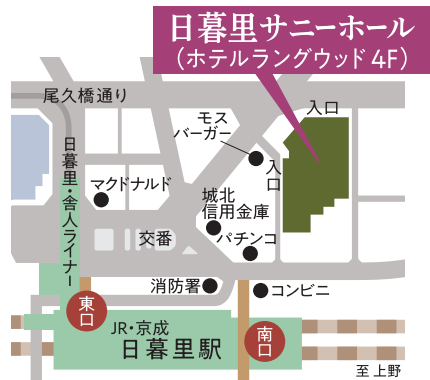 日暮里サニーホール
（ホテルラングウッド 4F）
尾久橋通り
入口
モス
バーガー
入口
日暮里・舎人ライナー
マクドナルド
城北
信用金庫
交番
パチンコ
消防署
コンビニ
東口
JR・京成
日暮里駅
南口
至 上野